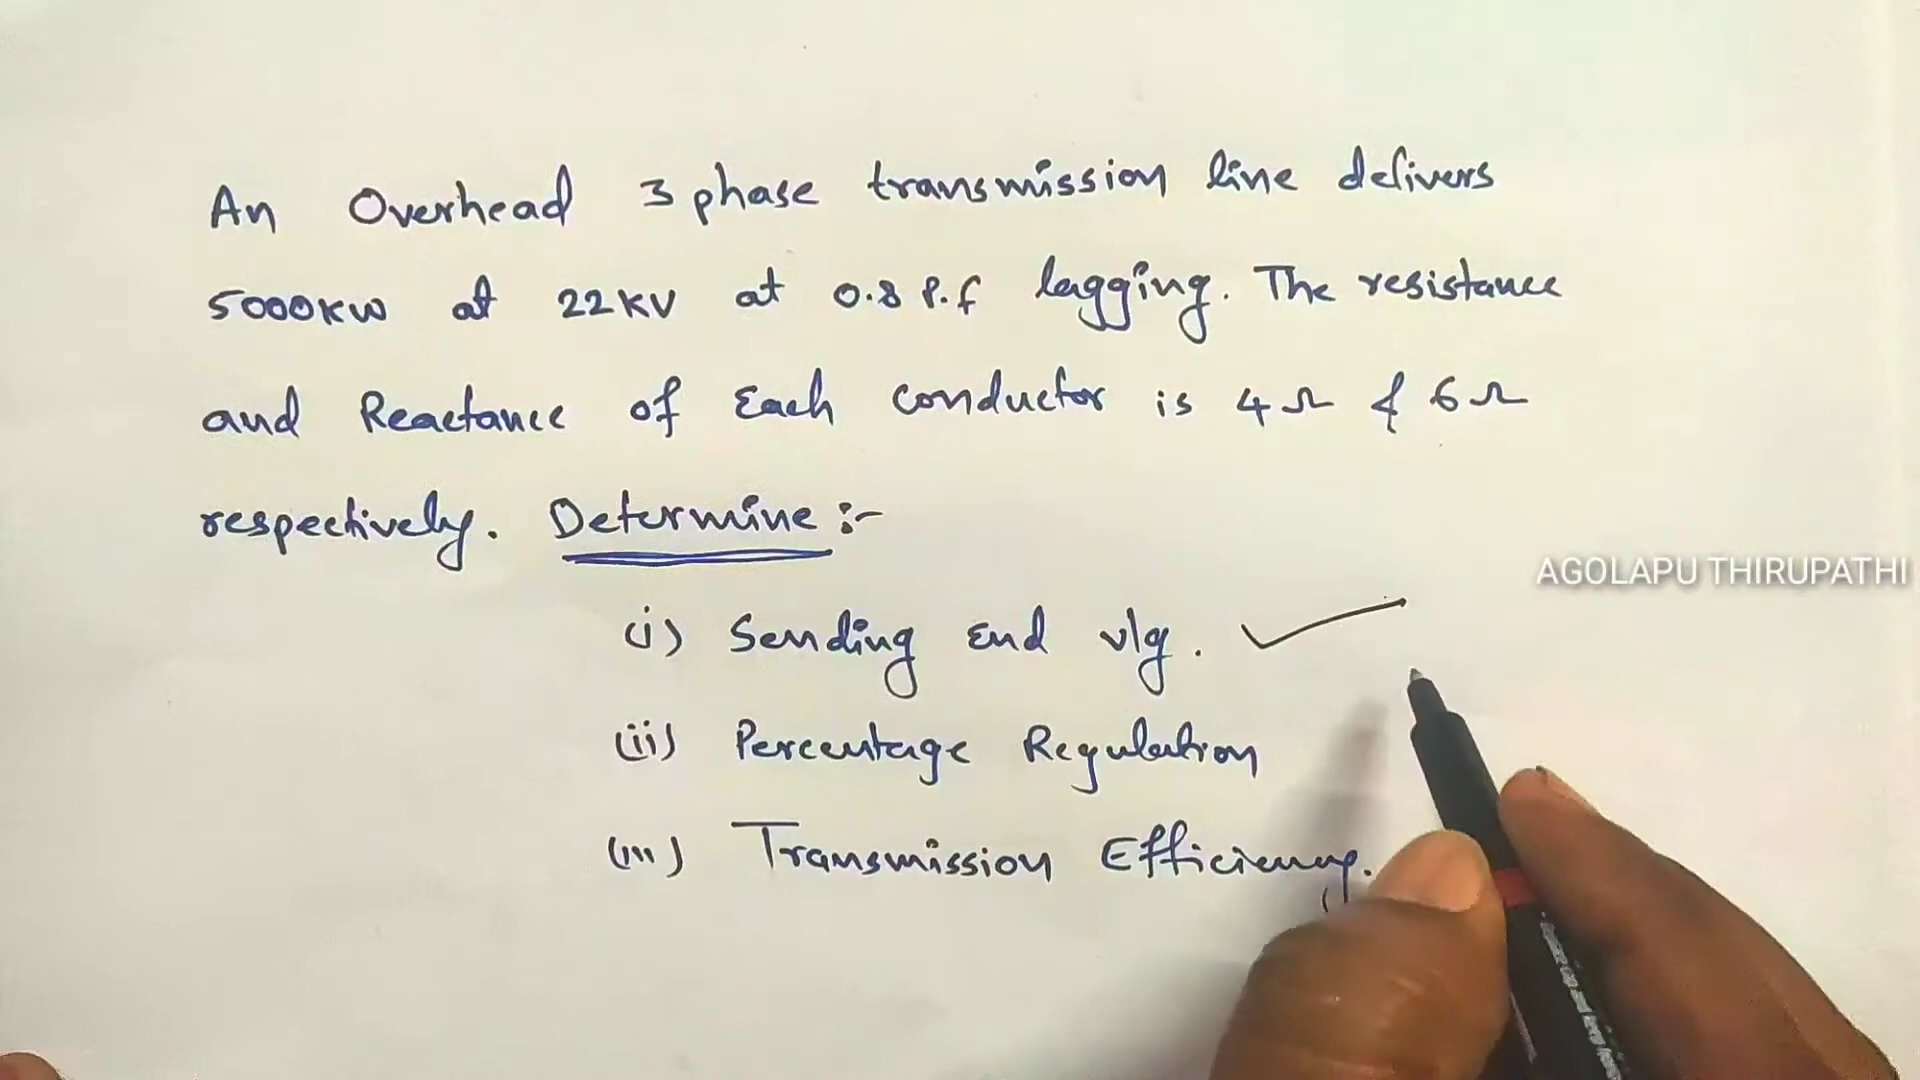 An Overhead 3 phase transmission line delivers
5000KW at 22KV at 0.8 P.f lagging. The resistance
and Reactance of Each conductor is 4Ω & 6Ω
respectively. Determine :-
AGOLAPU THIRUPATHI
(i) Sending End v/g.
(ii) Percentage Regulation
(iii) Transmission Efficiency.